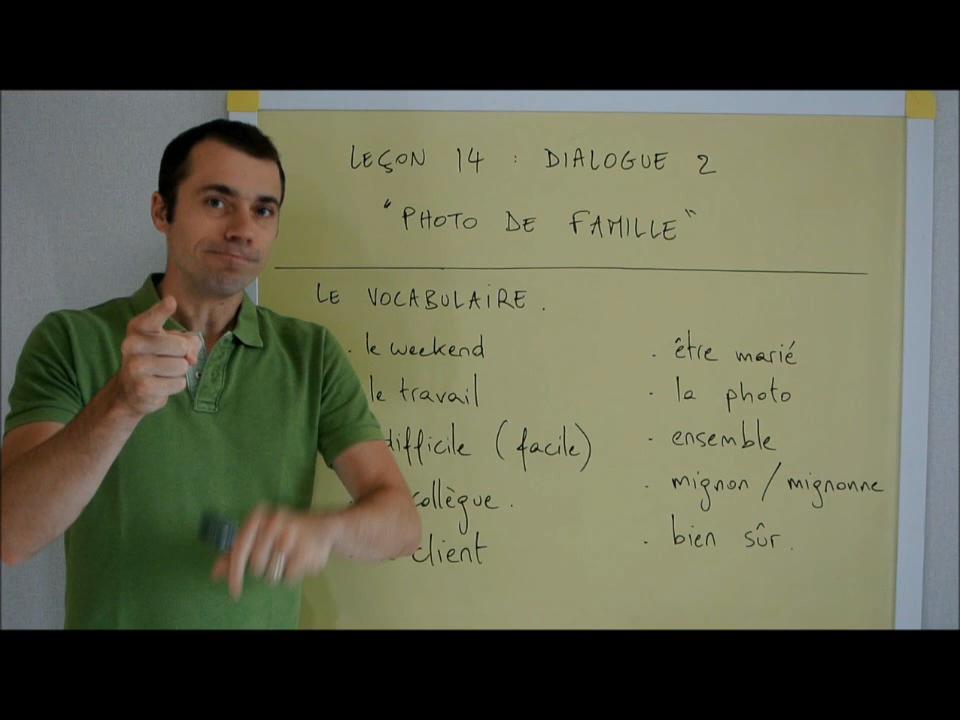 LEÇON 14 : DIALOGUE 2
"PHOTO DE FAMILLE"
LE VOCABULAIRE.
· le weekend
le travail
difficile (facile)
collègue.
client
· être marié
· la photo
· ensemble
· mignon / mignonne
· bien sûr.